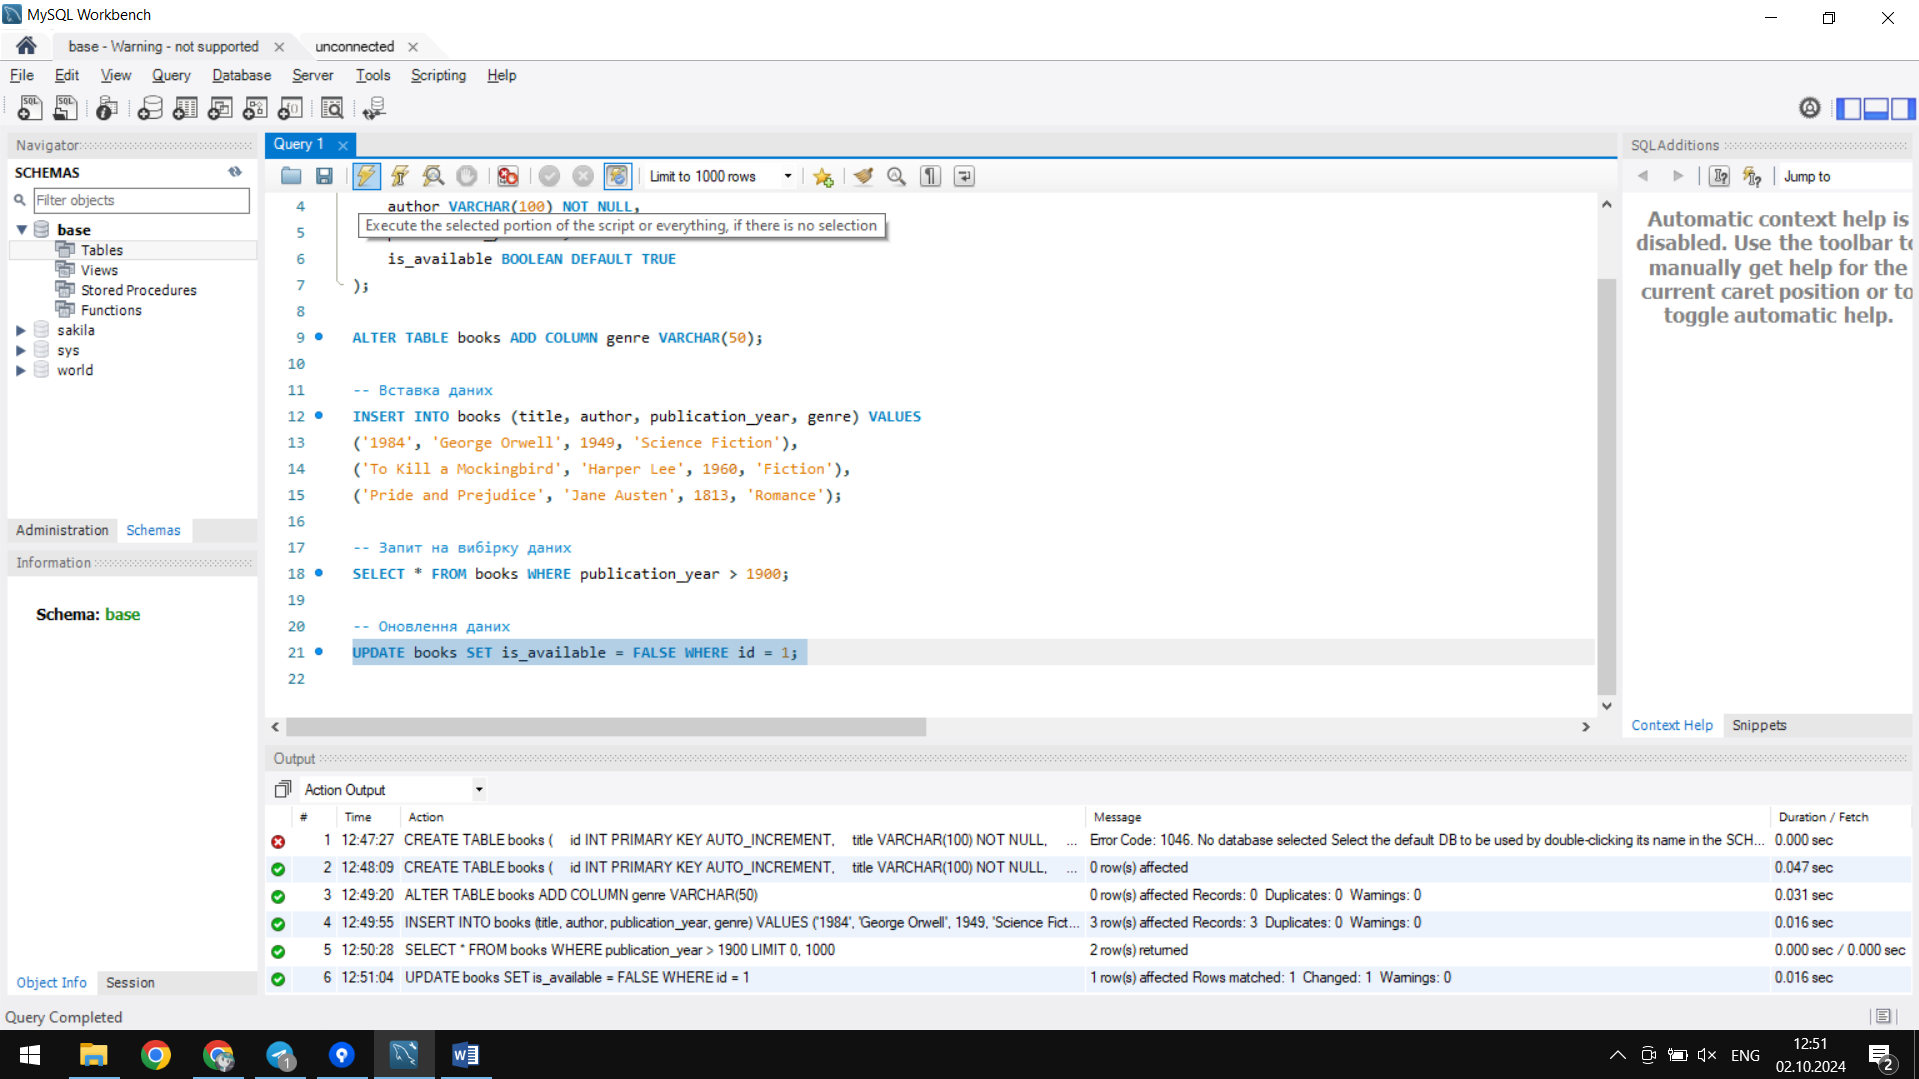 MySQL Workbench
base - Warning - not supported
unconnected
File Edit View Query Database Server Tools Scripting Help
Navigator
SCHEMAS
Filter objects
base
Tables
Views
Stored Procedures
Functions
sakila
sys
world
Administration Schemas
Information
Schema: base
Object Info Session
Query 1
Limit to 1000 rows
4 author VARCHAR(100) NOT NULL,
Execute the selected portion of the script or everything, if there is no selection
5
6 is_available BOOLEAN DEFAULT TRUE
7 );
8
9 ALTER TABLE books ADD COLUMN genre VARCHAR(50);
10
11 -- Вставка даних
12 INSERT INTO books (title, author, publication_year, genre) VALUES
13 ('1984', 'George Orwell', 1949, 'Science Fiction'),
14 ('To Kill a Mockingbird', 'Harper Lee', 1960, 'Fiction'),
15 ('Pride and Prejudice', 'Jane Austen', 1813, 'Romance');
16
17 -- Запит на вибірку даних
18 SELECT * FROM books WHERE publication_year > 1900;
19
20 -- Оновлення даних
21 UPDATE books SET is_available = FALSE WHERE id = 1;
22
SQLAdditions
Jump to
Automatic context help is
disabled. Use the toolbar to
manually get help for the
current caret position or to
toggle automatic help.
Context Help Snippets
Output
Action Output
# Time Action Message Duration / Fetch
1 12:47:27 CREATE TABLE books ( id INT PRIMARY KEY AUTO_INCREMENT, title VARCHAR(100) NOT NULL, ... Error Code: 1046. No database selected Select the default DB to be used by double-clicking its name in the SCH... 0.000 sec
2 12:48:09 CREATE TABLE books ( id INT PRIMARY KEY AUTO_INCREMENT, title VARCHAR(100) NOT NULL, ... 0 row(s) affected 0.047 sec
3 12:49:20 ALTER TABLE books ADD COLUMN genre VARCHAR(50) 0 row(s) affected Records: 0 Duplicates: 0 Warnings: 0 0.031 sec
4 12:49:55 INSERT INTO books (title, author, publication_year, genre) VALUES ('1984', 'George Orwell', 1949, 'Science Fict... 3 row(s) affected Records: 3 Duplicates: 0 Warnings: 0 0.016 sec
5 12:50:28 SELECT * FROM books WHERE publication_year > 1900 LIMIT 0, 1000 2 row(s) returned 0.000 sec / 0.000 sec
6 12:51:04 UPDATE books SET is_available = FALSE WHERE id = 1 1 row(s) affected Rows matched: 1 Changed: 1 Warnings: 0 0.016 sec
Query Completed
1
ENG
12:51
02.10.2024
2